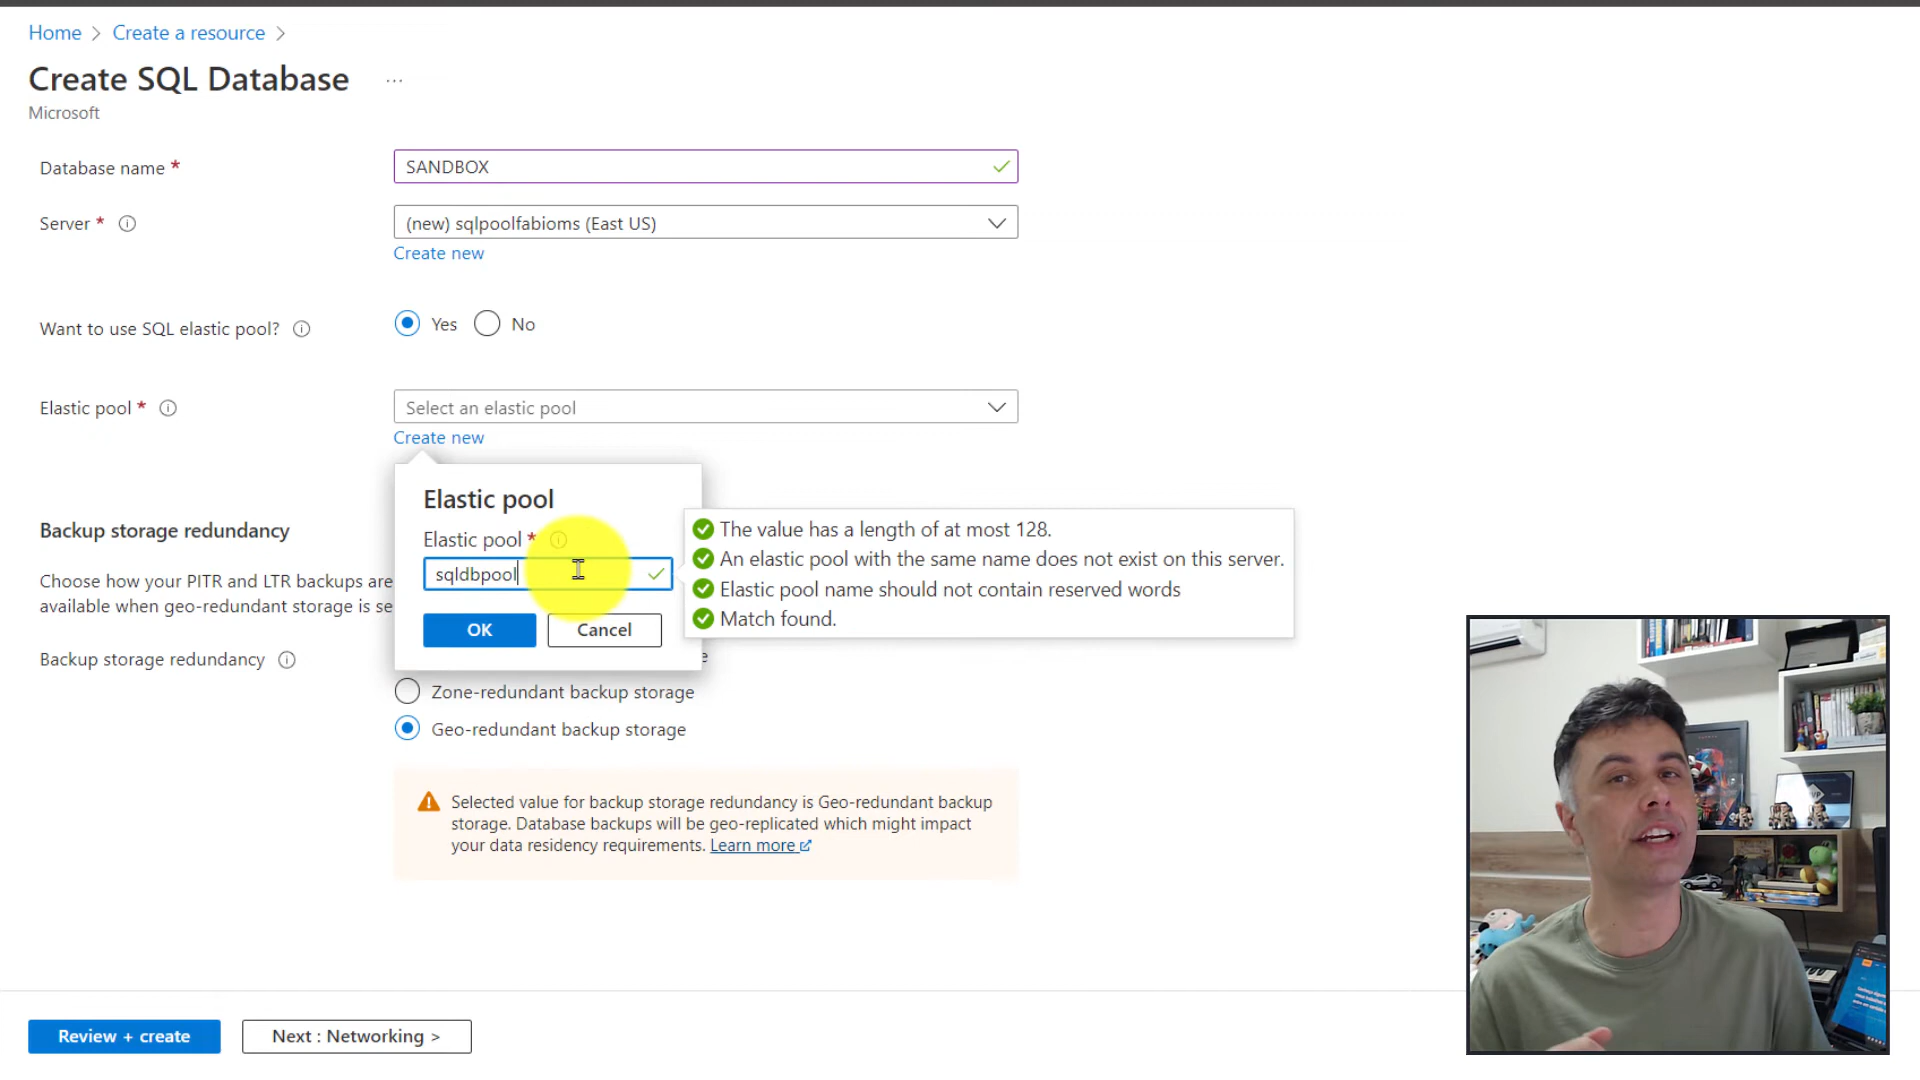 Home > Create a resource >
Create SQL Database ...
Microsoft
Database name *
SANDBOX
Server *
(new) sqlpoolfabioms (East US)
Create new
Want to use SQL elastic pool?
Yes
No
Elastic pool *
Select an elastic pool
Create new
Elastic pool
Elastic pool *
sqldbpool
OK
Cancel
The value has a length of at most 128.
An elastic pool with the same name does not exist on this server.
Elastic pool name should not contain reserved words
Match found.
Backup storage redundancy
Choose how your PITR and LTR backups are
available when geo-redundant storage is se
Backup storage redundancy
Zone-redundant backup storage
Geo-redundant backup storage
Selected value for backup storage redundancy is Geo-redundant backup
storage. Database backups will be geo-replicated which might impact
your data residency requirements. Learn more
Review + create
Next : Networking >